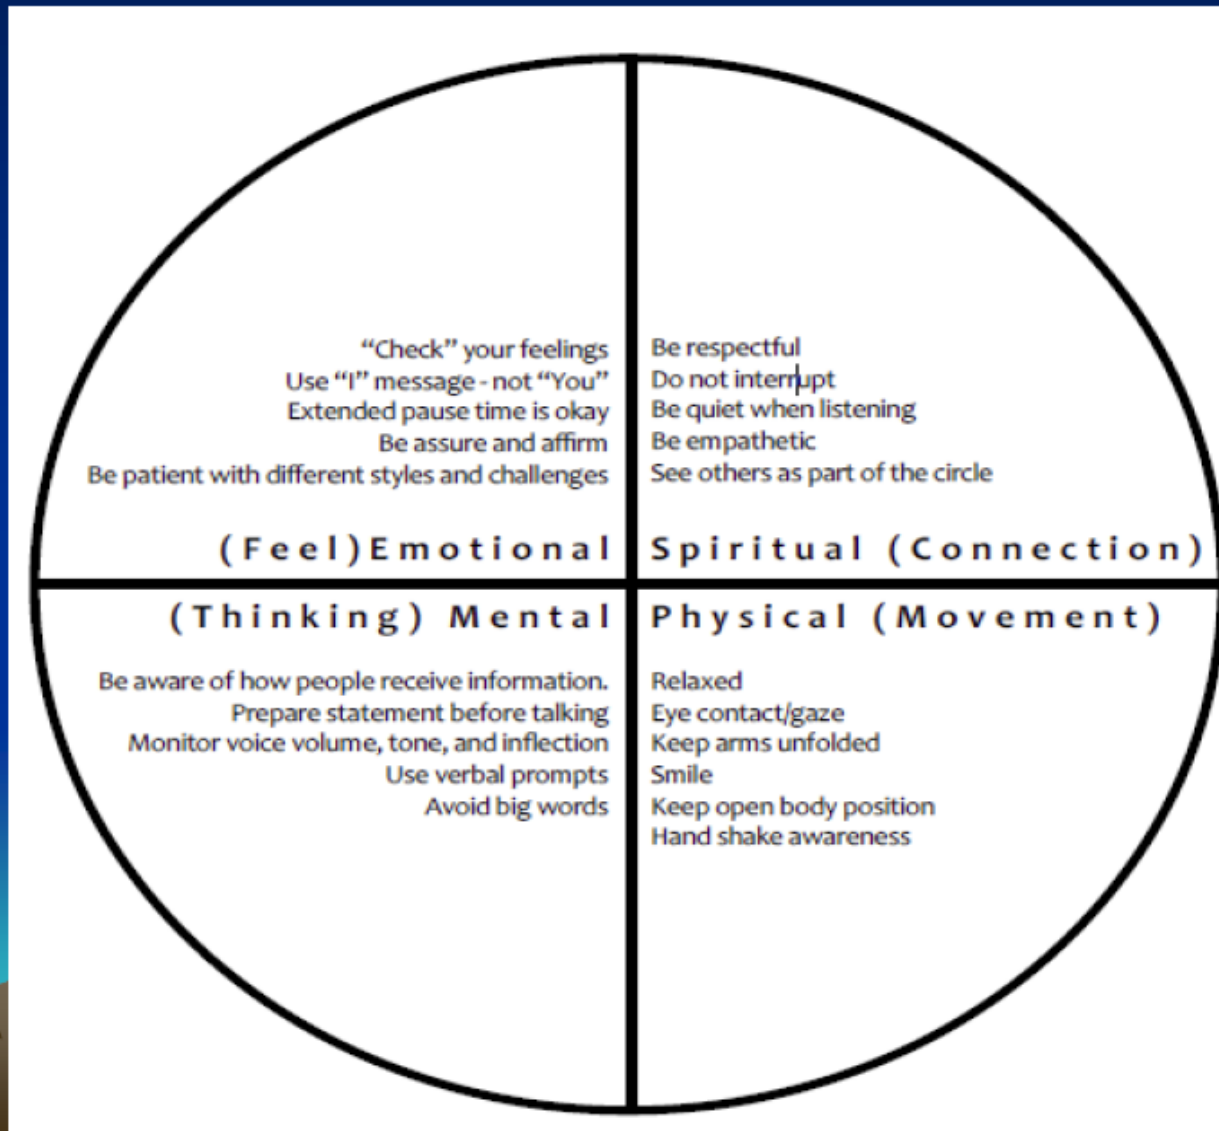 “Check” your feelings
Use “I” message - not “You”
Extended pause time is okay
Be assure and affirm
Be patient with different styles and challenges
(Feel)Emotional
Be respectful
Do not interrupt
Be quiet when listening
Be empathetic
See others as part of the circle
Spiritual (Connection)
(Thinking) Mental
Be aware of how people receive information.
Prepare statement before talking
Monitor voice volume, tone, and inflection
Use verbal prompts
Avoid big words
Physical (Movement)
Relaxed
Eye contact/gaze
Keep arms unfolded
Smile
Keep open body position
Hand shake awareness